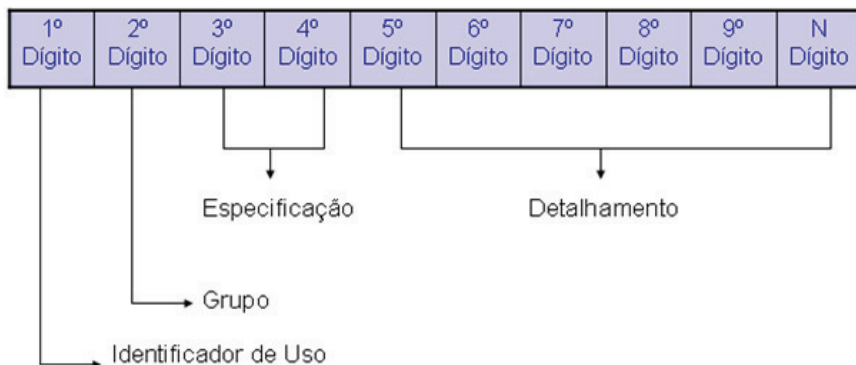 1º 2º 3º 4º 5º 6º 7º 8º 9º N
Dígito Dígito Dígito Dígito Dígito Dígito Dígito Dígito Dígito Dígito
Especificação Detalhamento
Grupo
Identificador de Uso